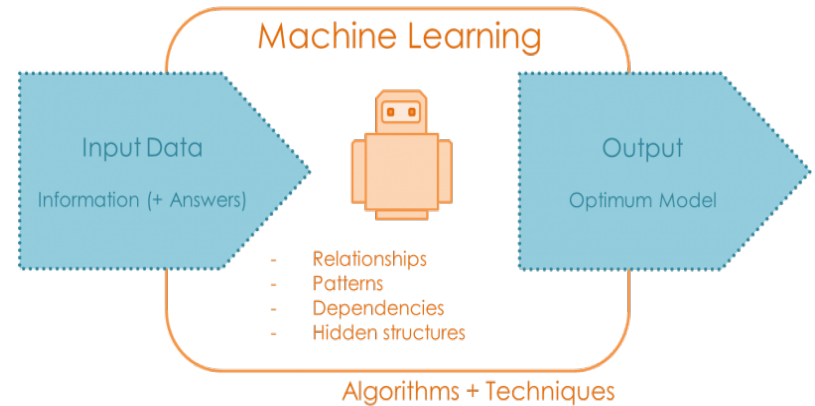 Machine Learning
Input Data
Information (+ Answers)
Output
Optimum Model
- Relationships
- Patterns
- Dependencies
- Hidden structures
Algorithms + Techniques